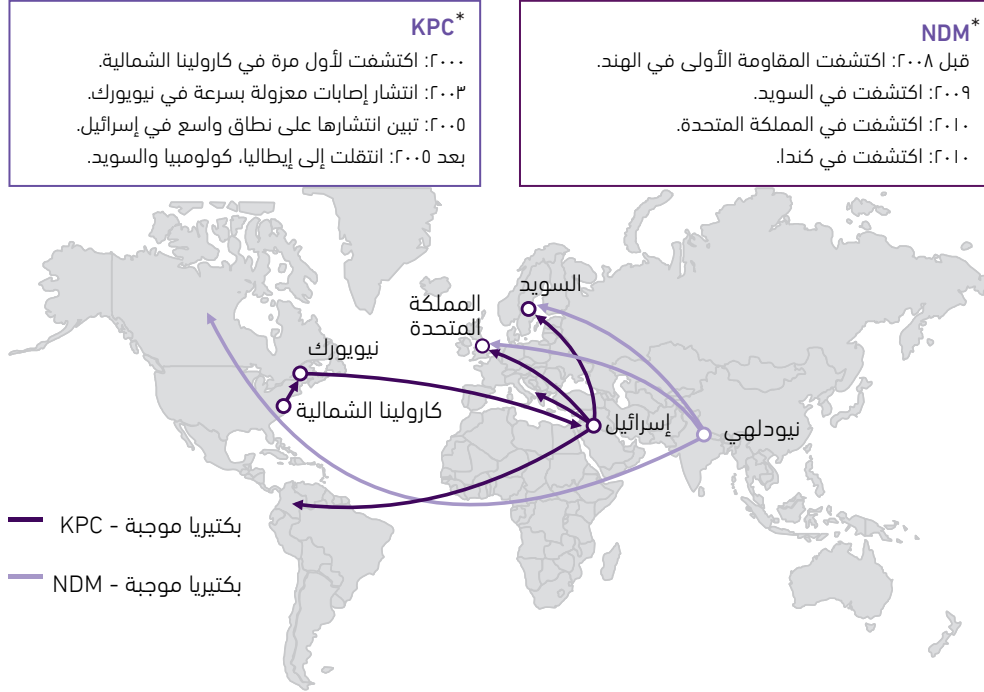 NDM*
قبل ٢٠٠٨: اكتشفت المقاومة الأولى في الهند.
٢٠٠٩: اكتشفت في السويد.
٢٠١٠: اكتشفت في المملكة المتحدة.
٢٠١٠: اكتشفت في كندا.
KPC*
٢٠٠٠: اكتشفت لأول مرة في كارولينا الشمالية.
٢٠٠٣: انتشار إصابات معزولة بسرعة في نيويورك.
٢٠٠٥: تبين انتشارها على نطاق واسع في إسرائيل.
بعد ٢٠٠٥: انتقلت إلى إيطاليا، كولومبيا والسويد.
السويد
المملكة
المتحدة
نيويورك
كارولينا الشمالية
إسرائيل
نيودلهي
بكتيريا موجبة - KPC
بكتيريا موجبة - NDM